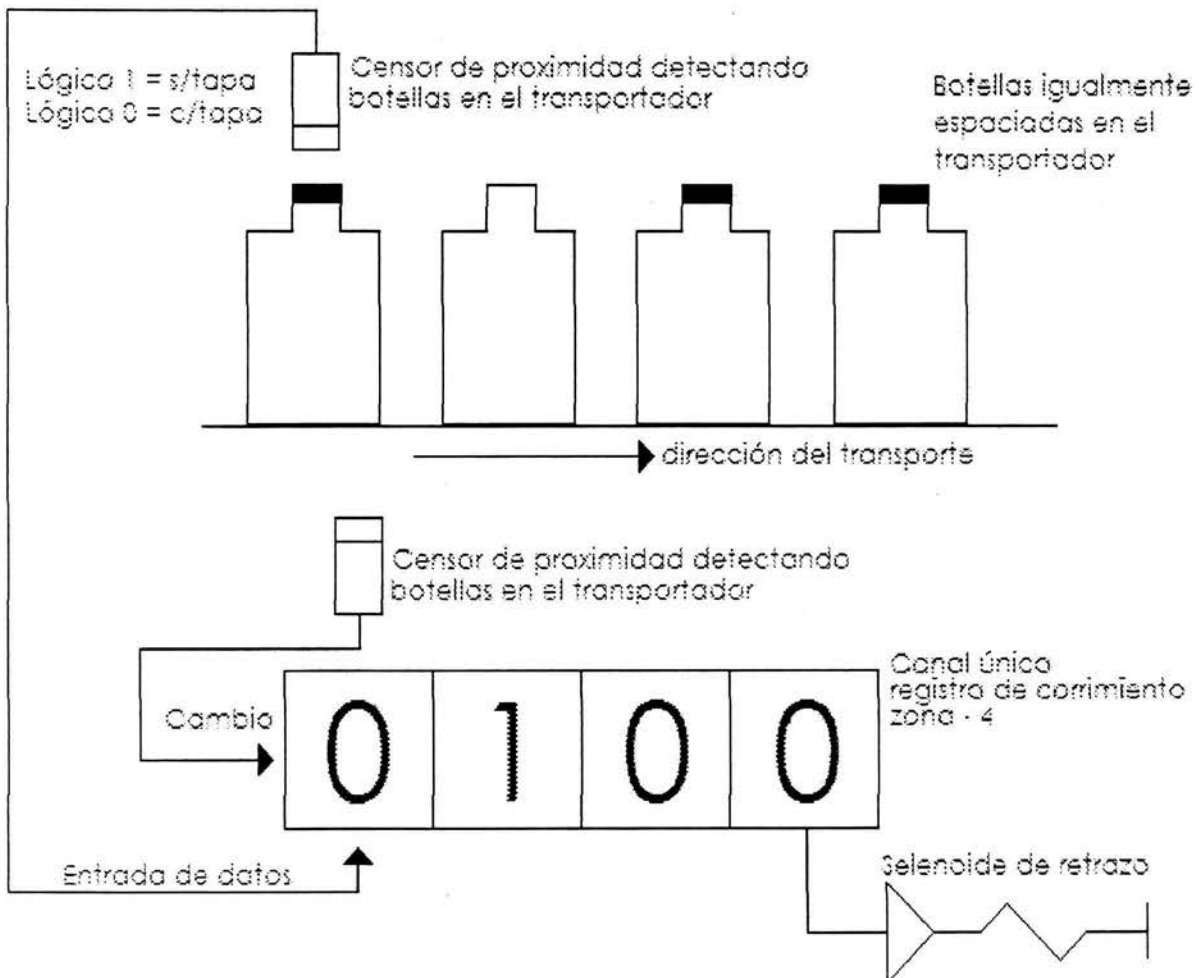 Lógica 1 = s/tapa
Lógica 0 = c/tapa
Censor de proximidad detectando
botellas en el transportador
Botellas igualmente
espaciadas en el
transportador
dirección del transporte
Censor de proximidad detectando
botellas en el transportador
Cambio
0 1 0 0
Canal único
registro de corrimiento
zona - 4
Entrada de datos
Selenoide de retrazo